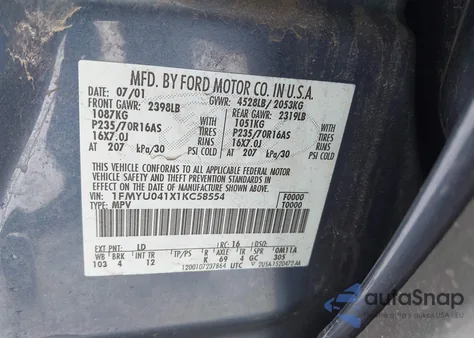 MFD. BY FORD MOTOR CO. IN U.S.A.
DATE: 07/01 GVWR: 4528LB/ 2053KG
FRONT GAWR: 2398LB REAR GAWR: 2319LB
1087KG WITH 1051KG WITH
P235/70R16AS TIRES P235/70R16AS TIRES
16X7.0J RIMS 16X7.0J RIMS
AT 207 kPa/30 PSI COLD AT 207 kPa/30 PSI COLD
THIS VEHICLE CONFORMS TO ALL APPLICABLE FEDERAL MOTOR
VEHICLE SAFETY AND THEFT PREVENTION STANDARDS IN EFFECT
ON THE DATE OF MANUFACTURE SHOWN ABOVE.
VIN: 1FMYU041X1KC58554 F0000
TYPE: MPV T0000
EXT PNT: LD RC: 16 DSO:
WB BRK INT TR TP/PS R AXLE TR SPR OM11A
103 4 12 K 69 4 GC 305
1200107237864 UTC
autoSnap